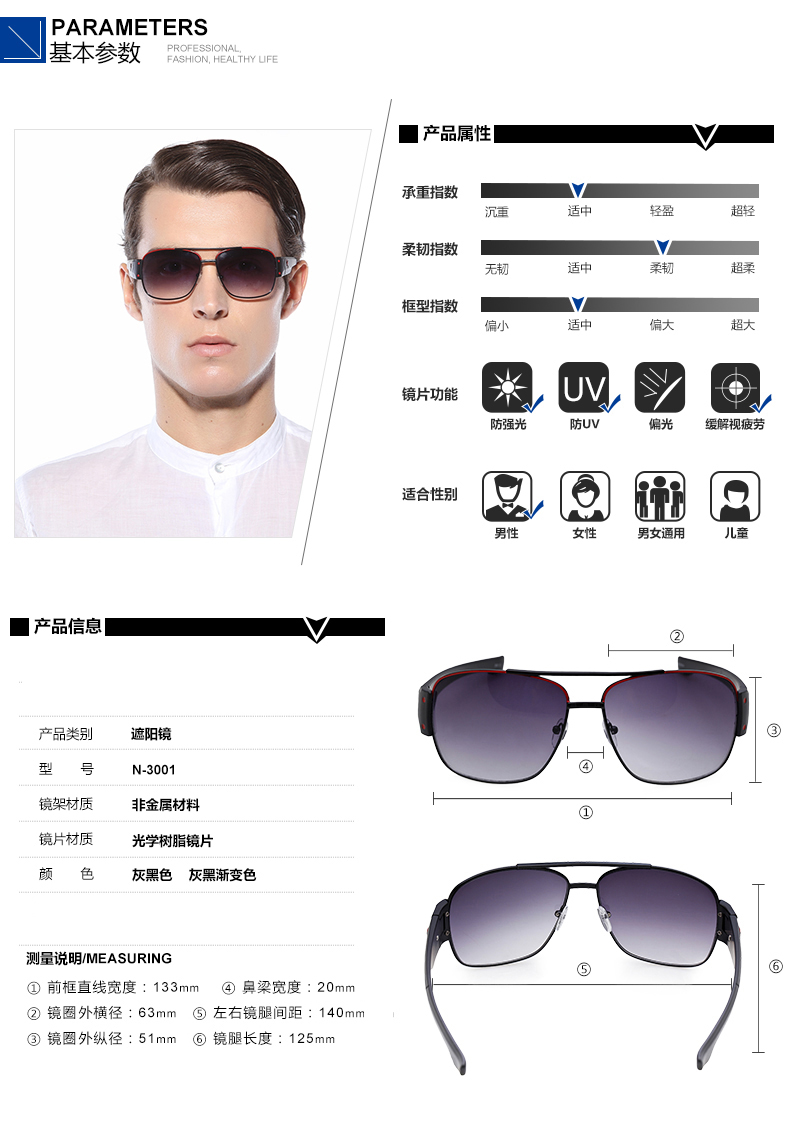 PARAMETERS
基本参数
PROFESSIONAL,
FASHION, HEALTHY LIFE
产品属性
承重指数
沉重 适中 轻盈 超轻
柔韧指数
无韧 适中 柔韧 超柔
框型指数
偏小 适中 偏大 超大
镜片功能
UV
防强光 防UV 偏光 缓解视疲劳
适合性别
男性 女性 男女通用 儿童
产品信息
产品类别 遮阳镜
型 号 N-3001
镜架材质 非金属材料
镜片材质 光学树脂镜片
颜 色 灰黑色 灰黑渐变色
测量说明/MEASURING
① 前框直线宽度：133mm ④ 鼻梁宽度：20mm
② 镜圈外横径：63mm ⑤ 左右镜腿间距：140mm
③ 镜圈外纵径：51mm ⑥ 镜腿长度：125mm
②
③
④
①
⑤
⑥